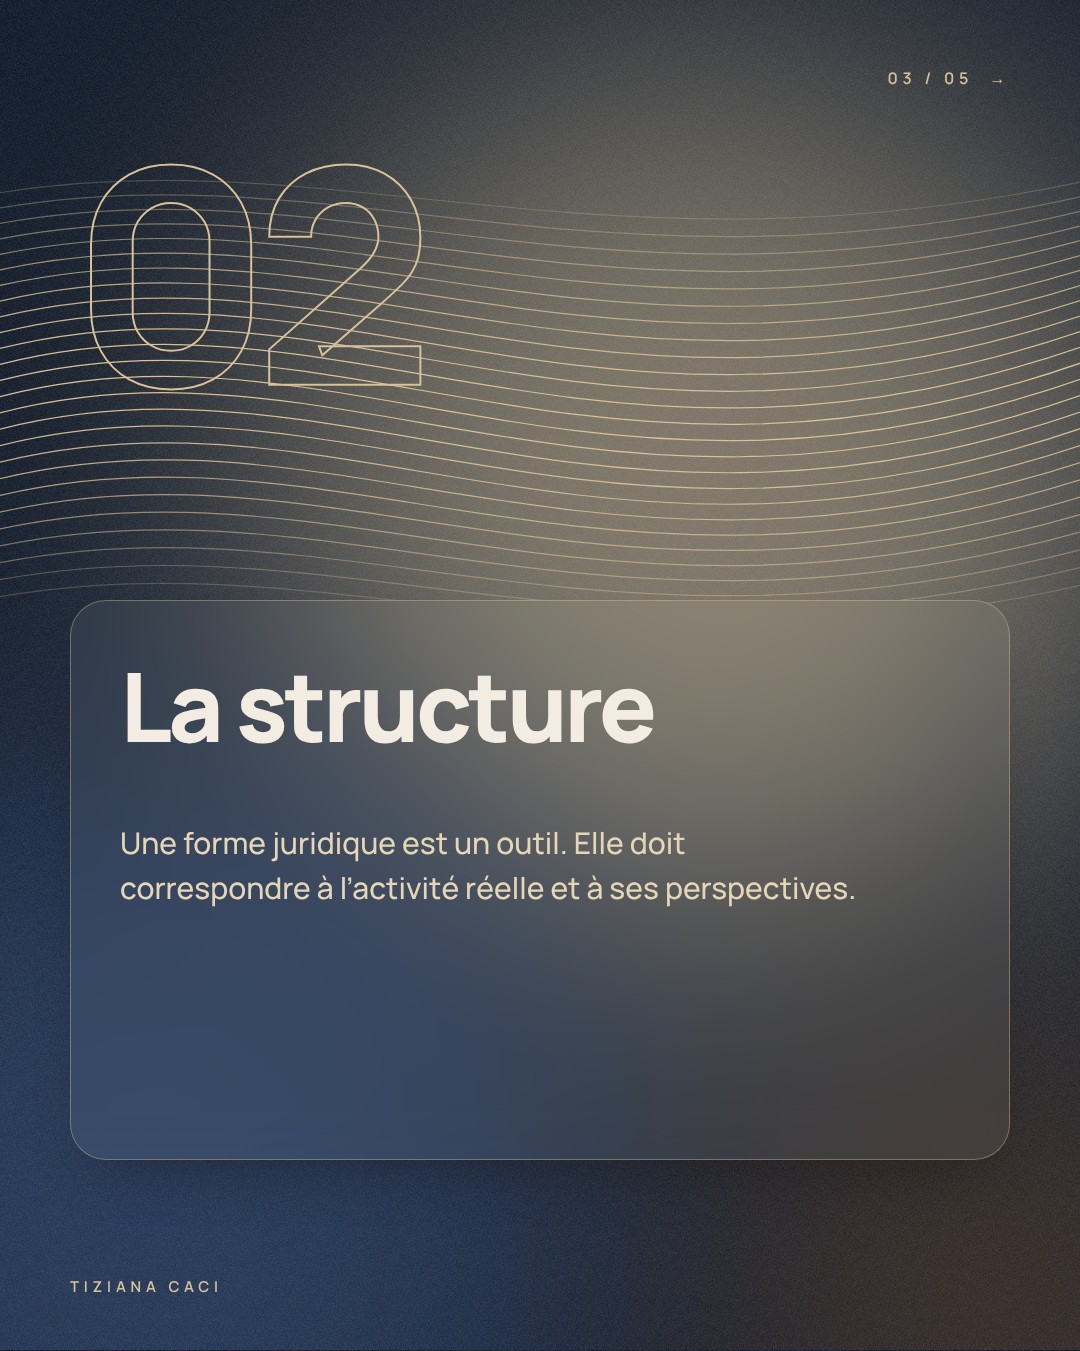 03 / 05 →
02
La structure
Une forme juridique est un outil. Elle doit
correspondre à l’activité réelle et à ses perspectives.
TIZIANA CACI